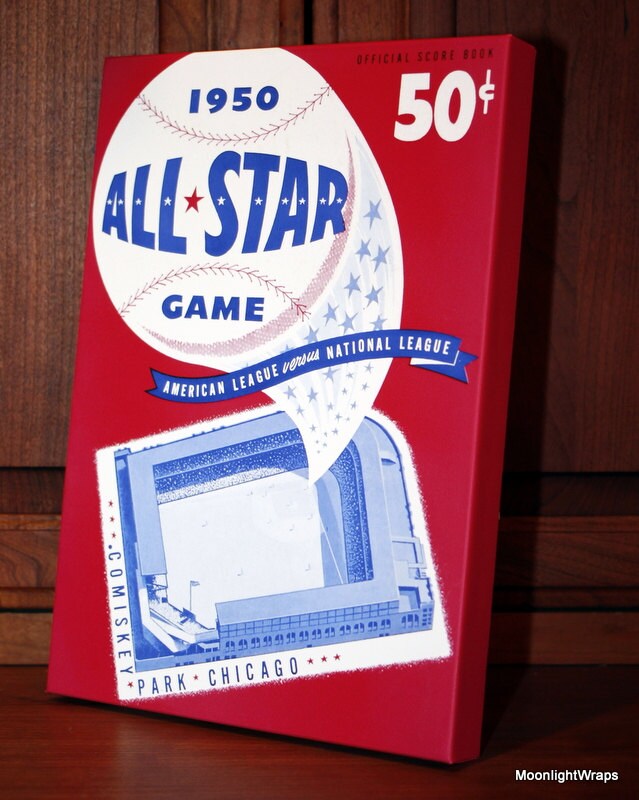 OFFICIAL SCORE BOOK
50¢
1950
ALL★STAR
GAME
AMERICAN LEAGUE versus NATIONAL LEAGUE
★★★★COMISKEY
★PARK★CHICAGO★★★
MoonlightWraps